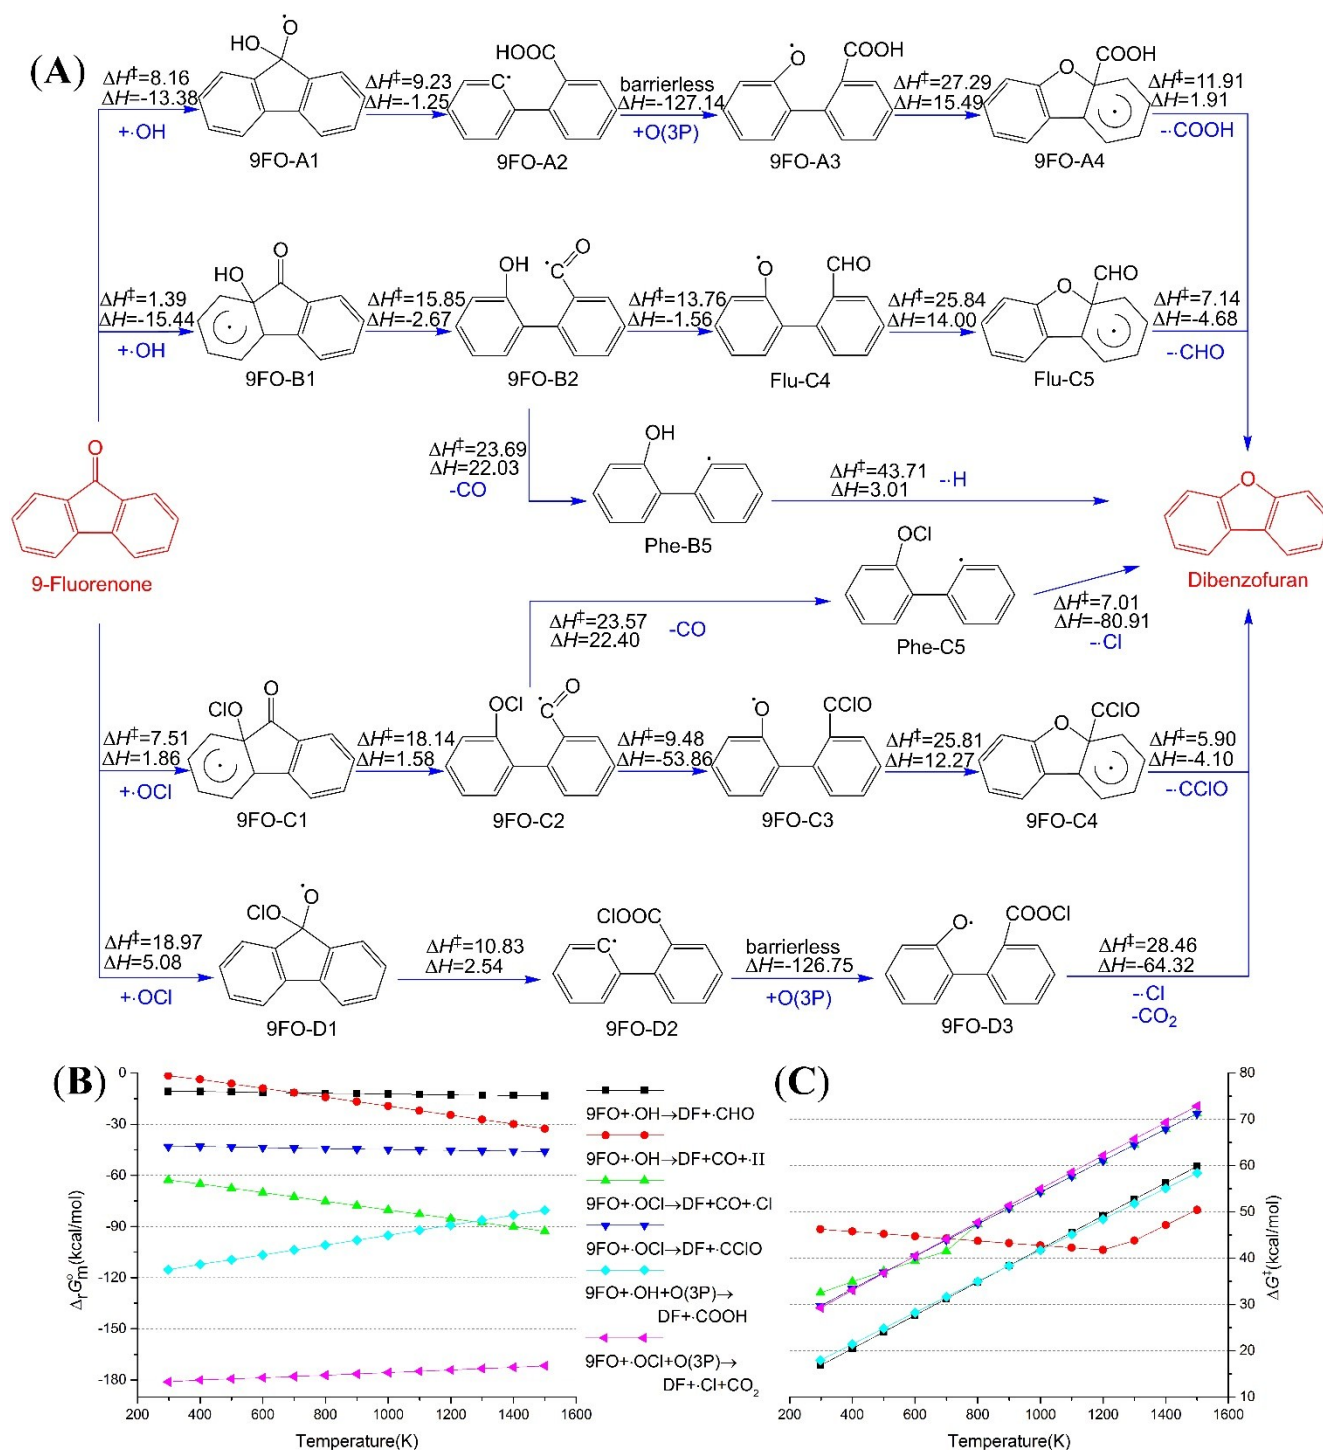 (A)
HO
Ȯ
ΔH‡=8.16
ΔH=-13.38
+·OH
9FO-A1
ΔH‡=9.23
ΔH=-1.25
HOOC
C·
9FO-A2
barrierless
ΔH=-127.14
+O(3P)
·O
COOH
9FO-A3
ΔH‡=27.29
ΔH=15.49
O
COOH
9FO-A4
ΔH‡=11.91
ΔH=1.91
-·COOH
ΔH‡=1.39
ΔH=-15.44
+·OH
HO
O
9FO-B1
ΔH‡=15.85
ΔH=-2.67
OH
·C
O
9FO-B2
ΔH‡=13.76
ΔH=-1.56
·O
CHO
Flu-C4
ΔH‡=25.84
ΔH=14.00
O
CHO
Flu-C5
ΔH‡=7.14
ΔH=-4.68
-·CHO
ΔH‡=23.69
ΔH=22.03
-CO
OH
Phe-B5
ΔH‡=43.71
ΔH=3.01
-·H
O
9-Fluorenone
O
Dibenzofuran
ΔH‡=23.57
ΔH=22.40
-CO
OCl
Phe-C5
ΔH‡=7.01
ΔH=-80.91
-·Cl
ΔH‡=7.51
ΔH=1.86
+·OCl
ClO
O
9FO-C1
ΔH‡=18.14
ΔH=1.58
OCl
·C
O
9FO-C2
ΔH‡=9.48
ΔH=-53.86
·O
CClO
9FO-C3
ΔH‡=25.81
ΔH=12.27
O
CClO
9FO-C4
ΔH‡=5.90
ΔH=-4.10
-·CClO
ΔH‡=18.97
ΔH=5.08
+·OCl
ClO
Ȯ
9FO-D1
ΔH‡=10.83
ΔH=2.54
ClOOC
C·
9FO-D2
barrierless
ΔH=-126.75
+O(3P)
O·
COOCl
9FO-D3
ΔH‡=28.46
ΔH=-64.32
-·Cl
-CO2
(B)
0
-30
-60
-90
-120
-150
-180
ΔrG°m(kcal/mol)
200 400 600 800 1000 1200 1400 1600
Temperature(K)
9FO+·OH→DF+·CHO
9FO+·OH→DF+CO+·II
9FO+·OCl→DF+CO+·Cl
9FO+·OCl→DF+·CClO
9FO+·OH+O(3P)→
DF+·COOH
9FO+·OCl+O(3P)→
DF+·Cl+CO2
(C)
80
70
60
50
40
30
20
10
ΔG‡(kcal/mol)
200 400 600 800 1000 1200 1400 1600
Temperature(K)